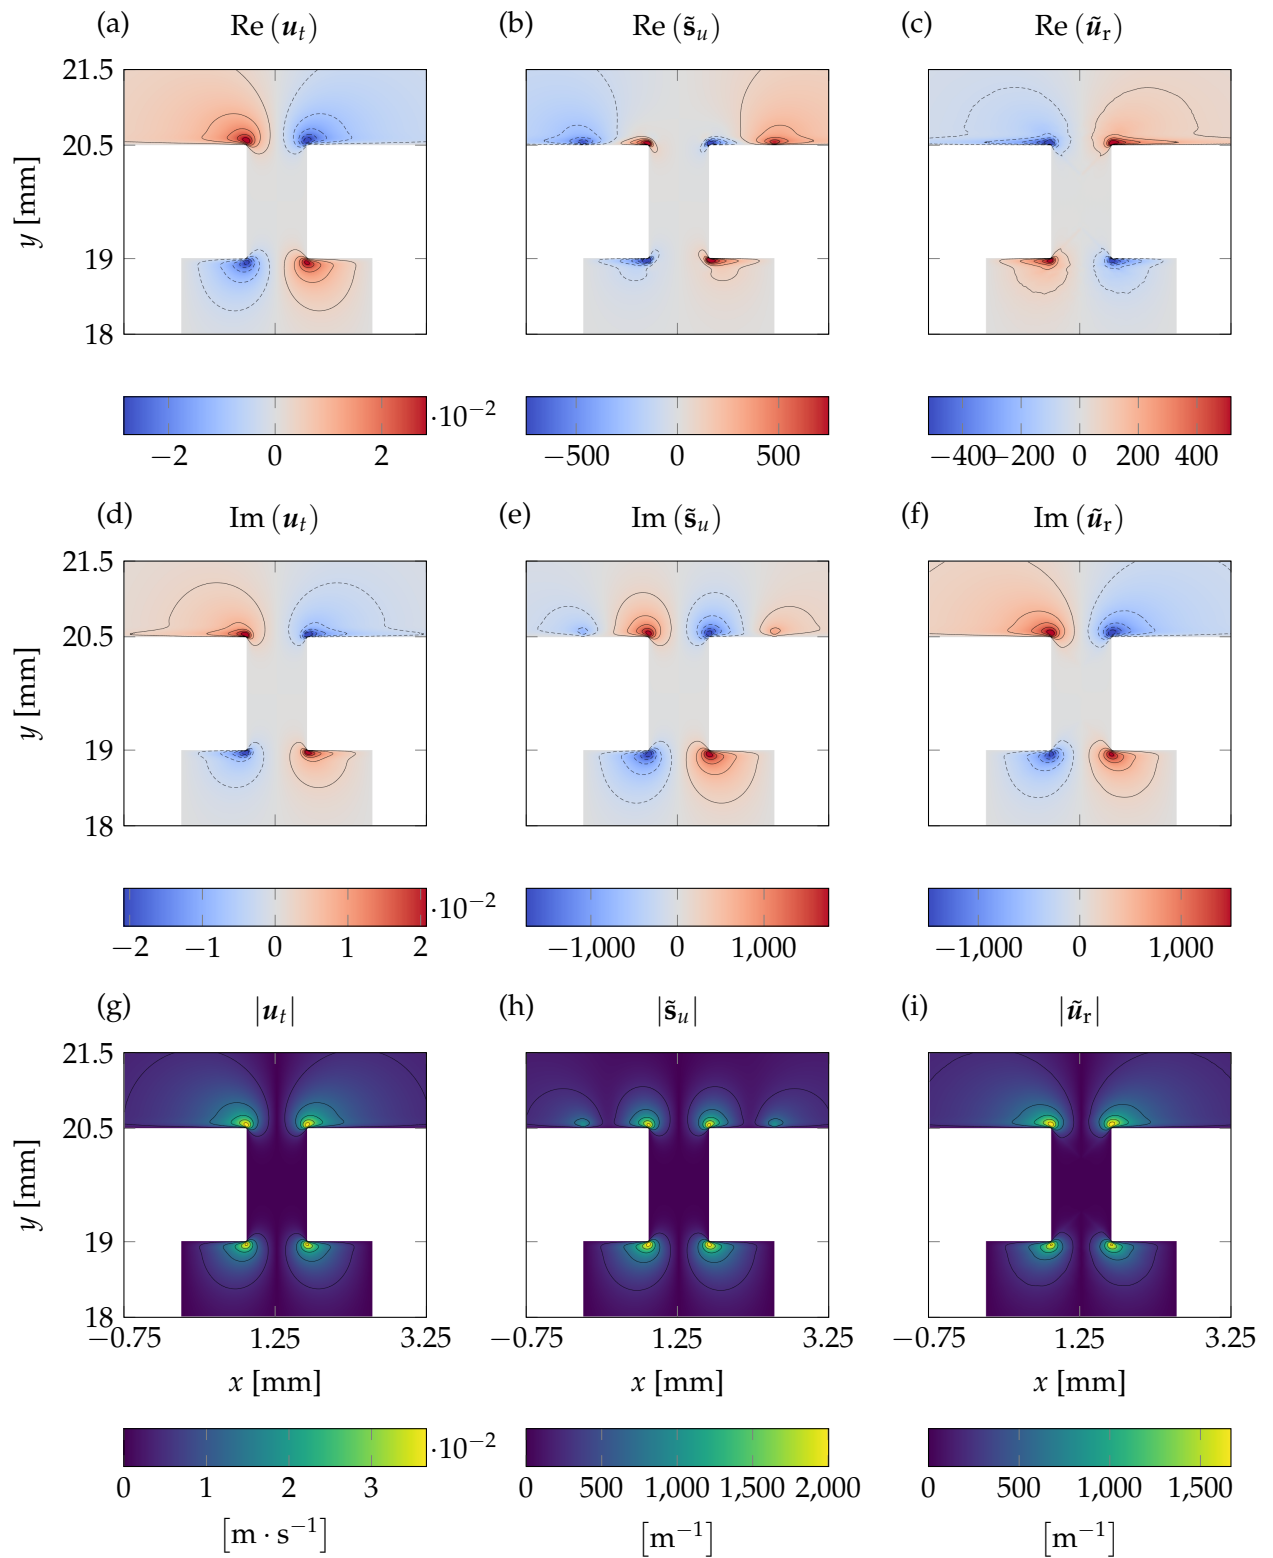 (a) Re (u_t) (b) Re (s̃_u) (c) Re (ũ_r)
21.5
20.5
y [mm]
19
18
−2 0 2 ·10⁻² −500 0 500 −400 −200 0 200 400
(d) Im (u_t) (e) Im (s̃_u) (f) Im (ũ_r)
21.5
20.5
y [mm]
19
18
−2 −1 0 1 2 ·10⁻² −1,000 0 1,000 −1,000 0 1,000
(g) |u_t| (h) |s̃_u| (i) |ũ_r|
21.5
20.5
y [mm]
19
18
−0.75 1.25 3.25 −0.75 1.25 3.25 −0.75 1.25 3.25
x [mm] x [mm] x [mm]
0 1 2 3 ·10⁻² 0 500 1,000 1,500 2,000 0 500 1,000 1,500
[m · s⁻¹] [m⁻¹] [m⁻¹]